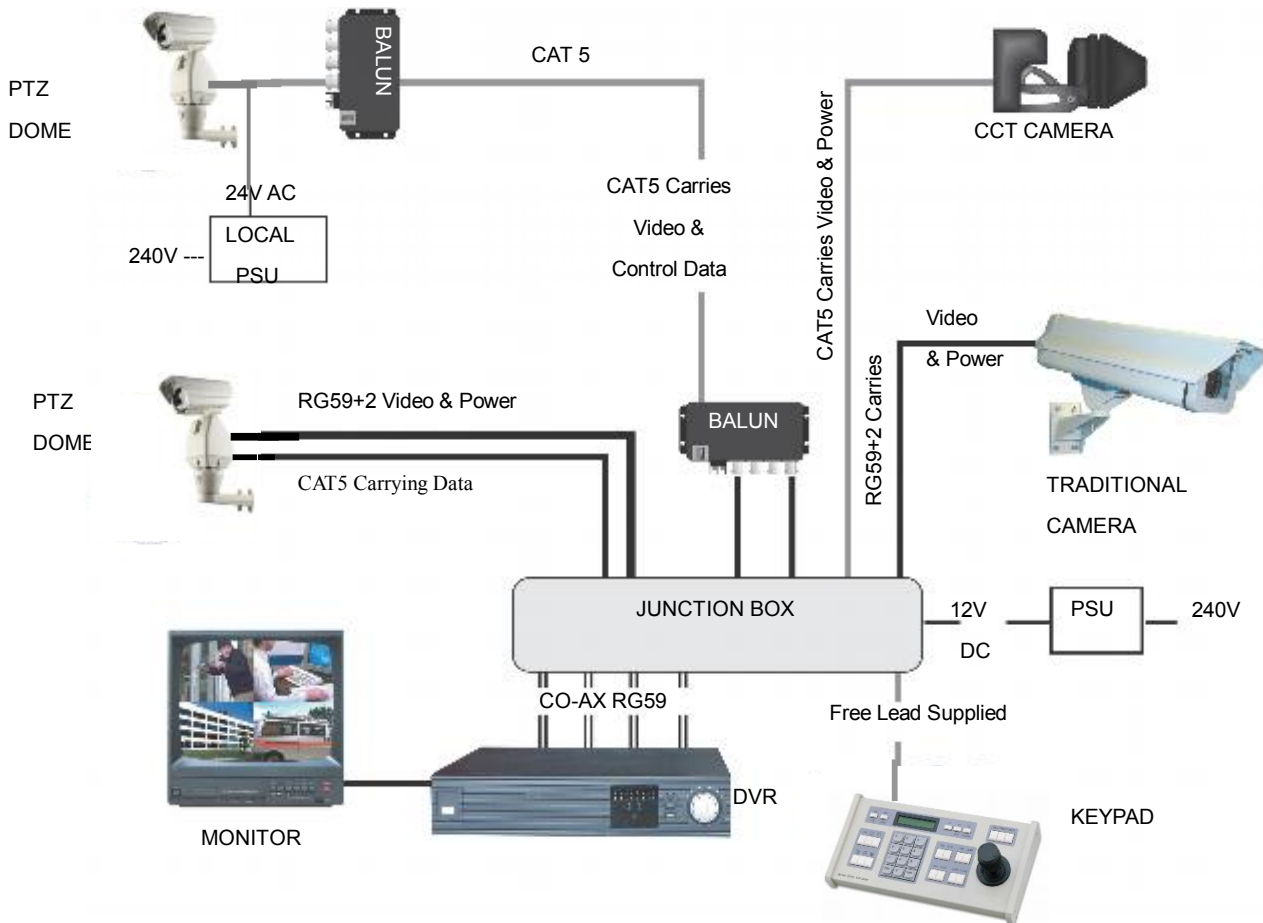 BALUN
CAT 5
PTZ
DOME
CCT CAMERA
24V AC
LOCAL
PSU
240V ---
CAT5 Carries
Video &
Control Data
CAT5 Carries Video & Power
Video
& Power
RG59+2 Carries
PTZ
DOME
RG59+2 Video & Power
CAT5 Carrying Data
BALUN
TRADITIONAL
CAMERA
JUNCTION BOX
12V
DC
PSU
240V
CO-AX RG59
Free Lead Supplied
DVR
MONITOR
KEYPAD